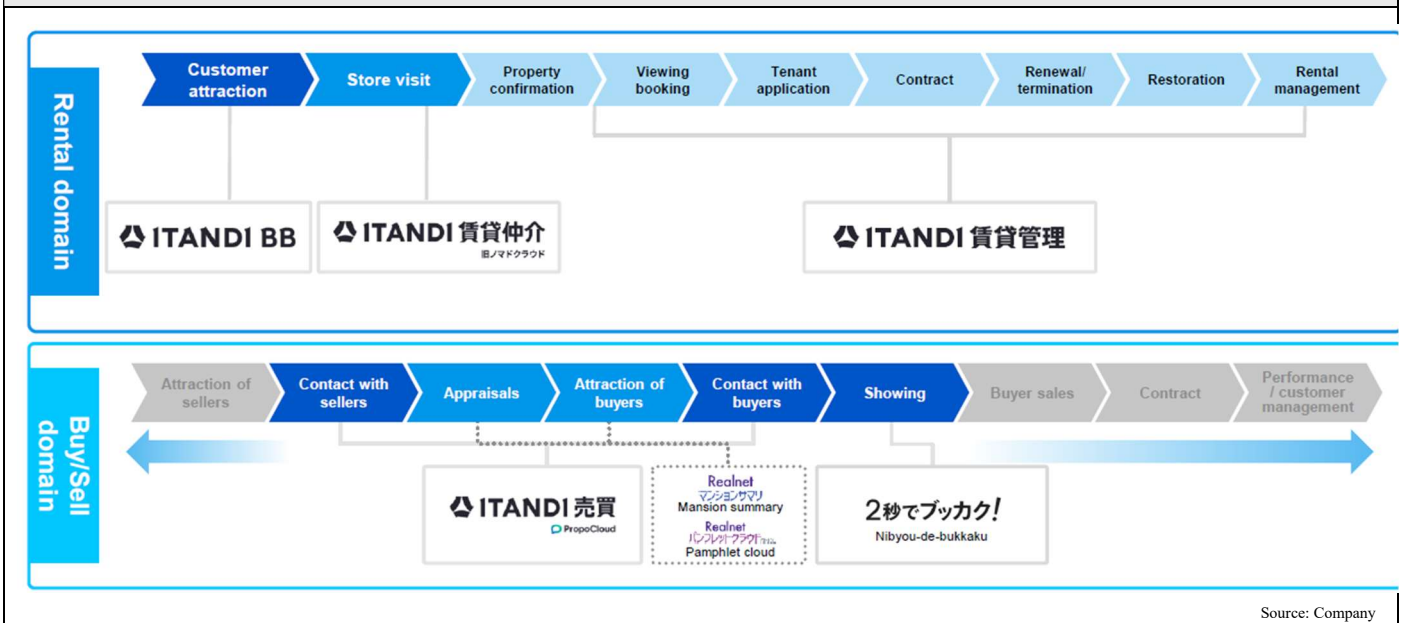 Rental domain
Customer
attraction
Store visit
Property
confirmation
Viewing
booking
Tenant
application
Contract
Renewal/
termination
Restoration
Rental
management
ITANDI BB
ITANDI 賃貸仲介
旧ノマドクラウド
ITANDI 賃貸管理
Buy/Sell
domain
Attraction of
sellers
Contact with
sellers
Appraisals
Attraction of
buyers
Contact with
buyers
Showing
Buyer sales
Contract
Performance
/ customer
management
ITANDI 売買
PropoCloud
Realnet
マンションサマリ
Mansion summary
Realnet
パンフレットクラウド
Pamphlet cloud
2秒でブッカク!
Nibyou-de-bukkaku
Source: Company